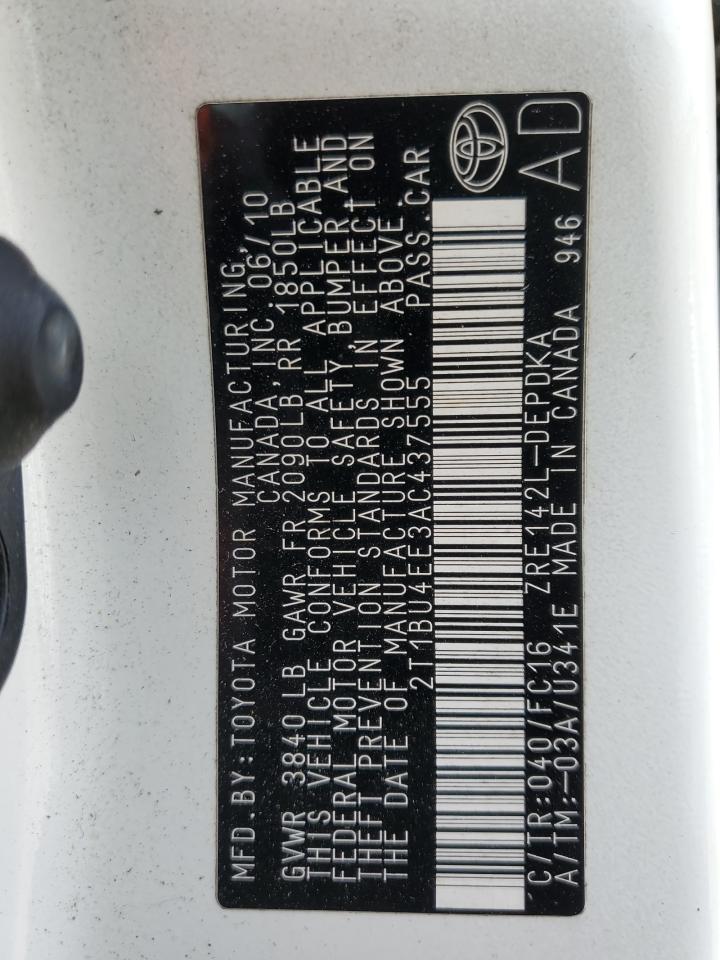 MFD.BY:TOYOTA MOTOR MANUFACTURING,
CANADA, INC.06/10
GVWR 3840 LB GAWR FR 2090LB,RR 1850LB
THIS VEHICLE CONFORMS TO ALL APPLICABLE
FEDERAL MOTOR VEHICLE SAFETY,BUMPER,AND
THEFT PREVENTION STANDARDS IN EFFECT ON
THE DATE OF MANUFACTURE SHOWN ABOVE.
2T1BU4EE3AC437555 PASS.CAR
C/TR:040/FC16 ZRE142L-DEPDKA
A/TM:-03A/U341E MADE IN CANADA 946
AD